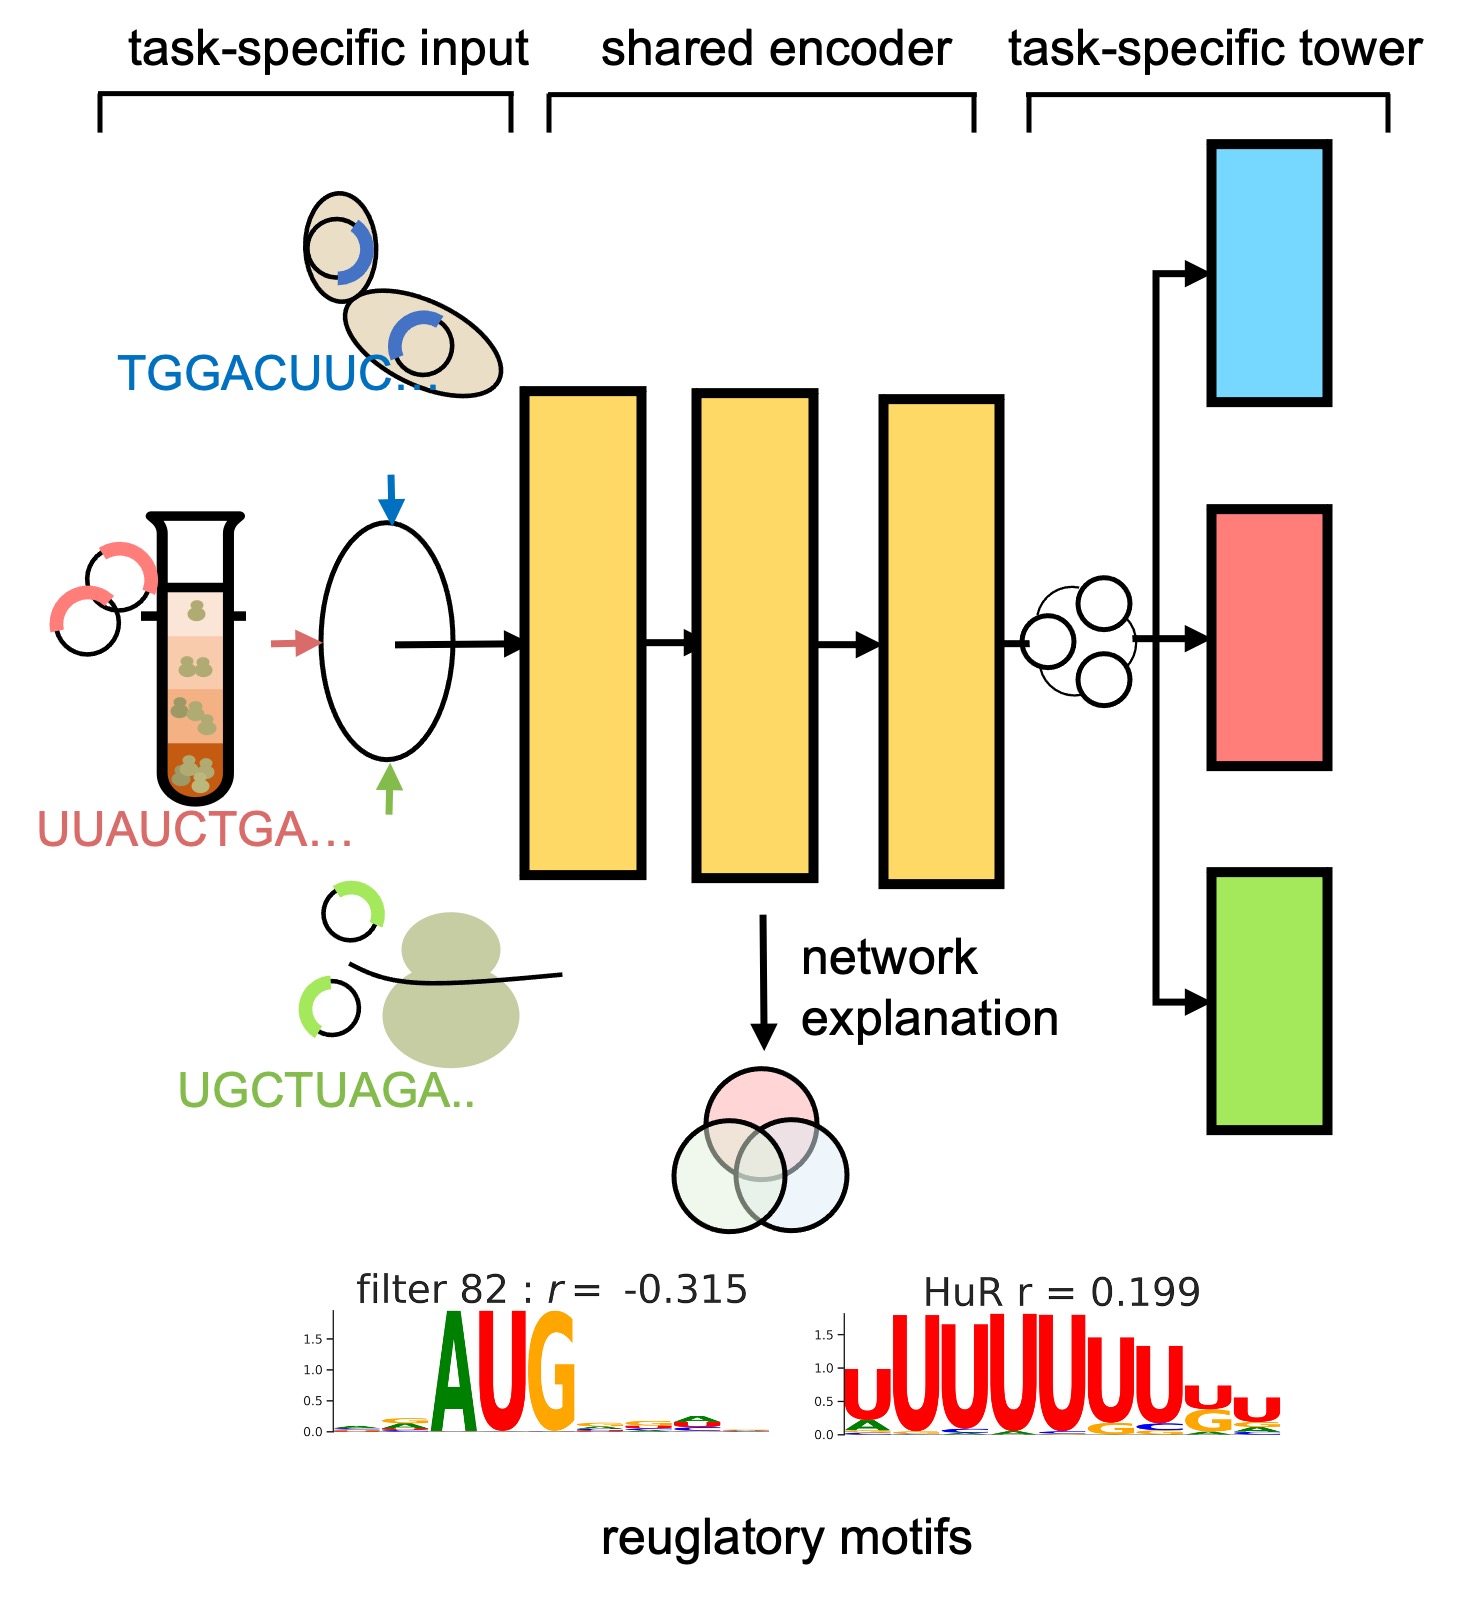 task-specific input
shared encoder
task-specific tower
TGGACUUC...
UUAUCTGA...
UGCTUAGA..
network
explanation
filter 82 : r = -0.315
HuR r = 0.199
1.5
1.0
0.5
0.0
AUG
1.5
1.0
0.5
0.0
UUUUUUUUU
reuglatory motifs